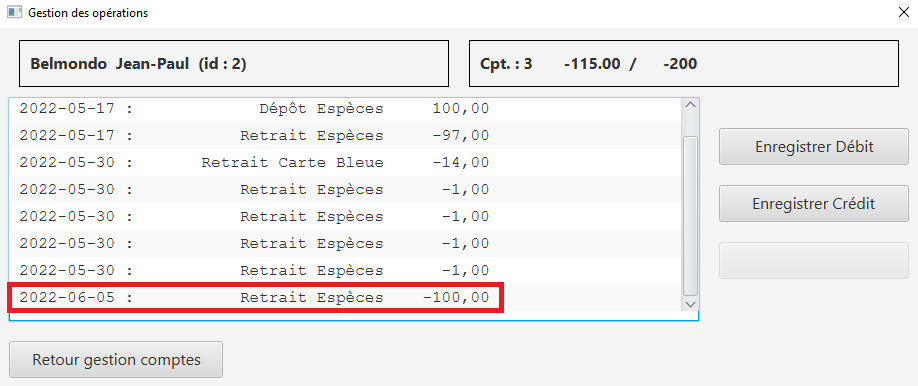 Gestion des opérations
Belmondo Jean-Paul (id : 2)
Cpt. : 3 -115.00 / -200
2022-05-17 : Dépôt Espèces 100,00
2022-05-17 : Retrait Espèces -97,00
2022-05-30 : Retrait Carte Bleue -14,00
2022-05-30 : Retrait Espèces -1,00
2022-05-30 : Retrait Espèces -1,00
2022-05-30 : Retrait Espèces -1,00
2022-05-30 : Retrait Espèces -1,00
2022-06-05 : Retrait Espèces -100,00
Enregistrer Débit
Enregistrer Crédit
Retour gestion comptes